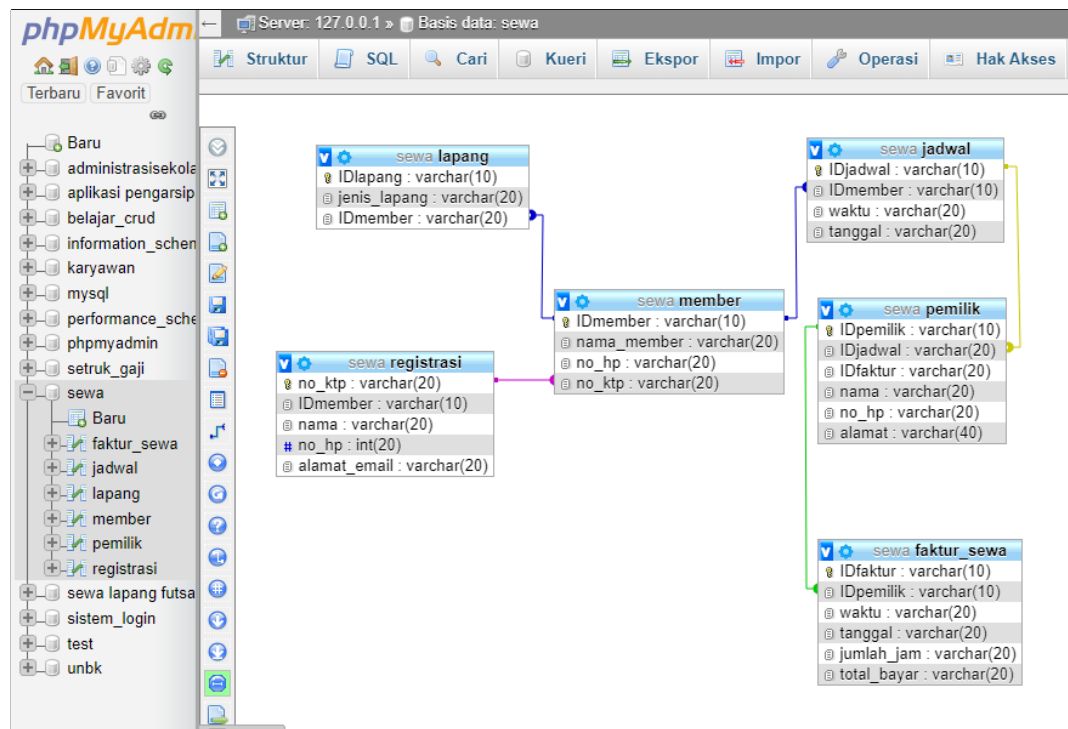 phpMyAdm
Terbaru Favorit
Baru
administrasisekola
aplikasi pengarsip
belajar_crud
information_schen
karyawan
mysql
performance_sche
phpmyadmin
setruk_gaji
sewa
Baru
faktur_sewa
jadwal
lapang
member
pemilik
registrasi
sewa lapang futsa
sistem_login
test
unbk
← Server: 127.0.0.1 » Basis data: sewa
Struktur SQL Cari Kueri Ekspor Impor Operasi Hak Akses
v sewa lapang
IDlapang : varchar(10)
jenis_lapang : varchar(20)
IDmember : varchar(20)
v sewa jadwal
IDjadwal : varchar(10)
IDmember : varchar(10)
waktu : varchar(20)
tanggal : varchar(20)
v sewa member
IDmember : varchar(10)
nama_member : varchar(20)
no_hp : varchar(20)
no_ktp : varchar(20)
v sewa pemilik
IDpemilik : varchar(10)
IDjadwal : varchar(20)
IDfaktur : varchar(20)
nama : varchar(20)
no_hp : varchar(20)
alamat : varchar(40)
v sewa registrasi
no_ktp : varchar(20)
IDmember : varchar(10)
nama : varchar(20)
# no_hp : int(20)
alamat_email : varchar(20)
v sewa faktur_sewa
IDfaktur : varchar(10)
IDpemilik : varchar(10)
waktu : varchar(20)
tanggal : varchar(20)
jumlah_jam : varchar(20)
total_bayar : varchar(20)